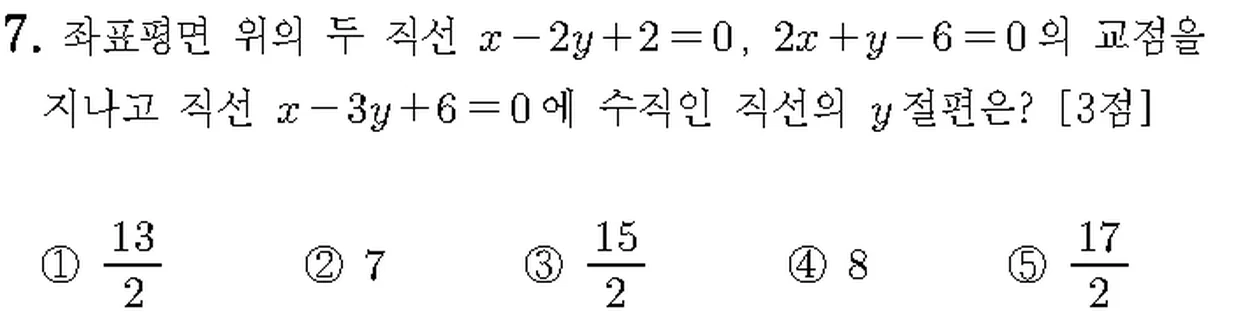 7. 좌표평면 위의 두 직선 x−2y+2=0, 2x+y−6=0의 교점을
지나고 직선 x−3y+6=0에 수직인 직선의 y절편은? [3점]
① 13/2 ② 7 ③ 15/2 ④ 8 ⑤ 17/2